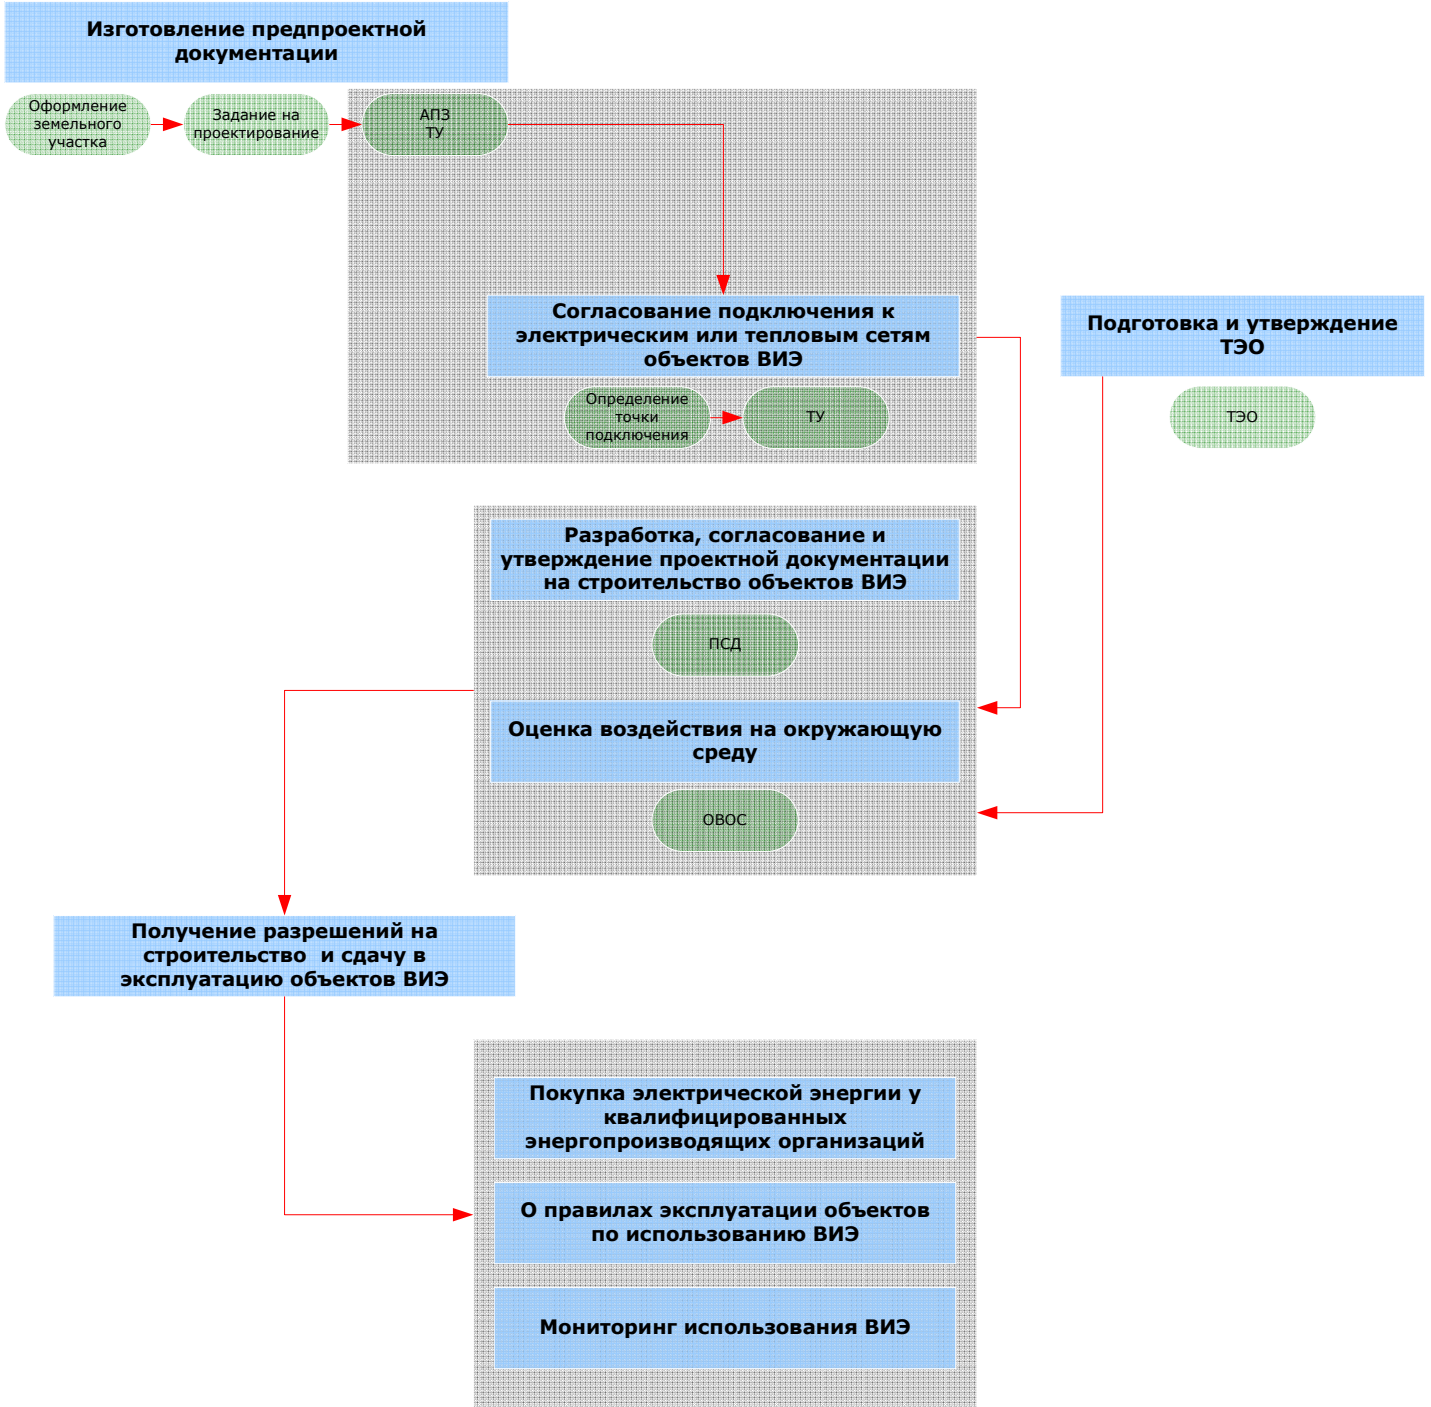 Изготовление предпроектной
документации
Оформление
земельного
участка
Задание на
проектирование
АПЗ
ТУ
Согласование подключения к
электрическим или тепловым сетям
объектов ВИЭ
Подготовка и утверждение
ТЭО
Определение
точки
подключения
ТУ
ТЭО
Разработка, согласование и
утверждение проектной документации
на строительство объектов ВИЭ
ПСД
Оценка воздействия на окружающую
среду
ОВОС
Получение разрешений на
строительство  и сдачу в
эксплуатацию объектов ВИЭ
Покупка электрической энергии у
квалифицированных
энергопроизводящих организаций
О правилах эксплуатации объектов
по использованию ВИЭ
Мониторинг использования ВИЭ